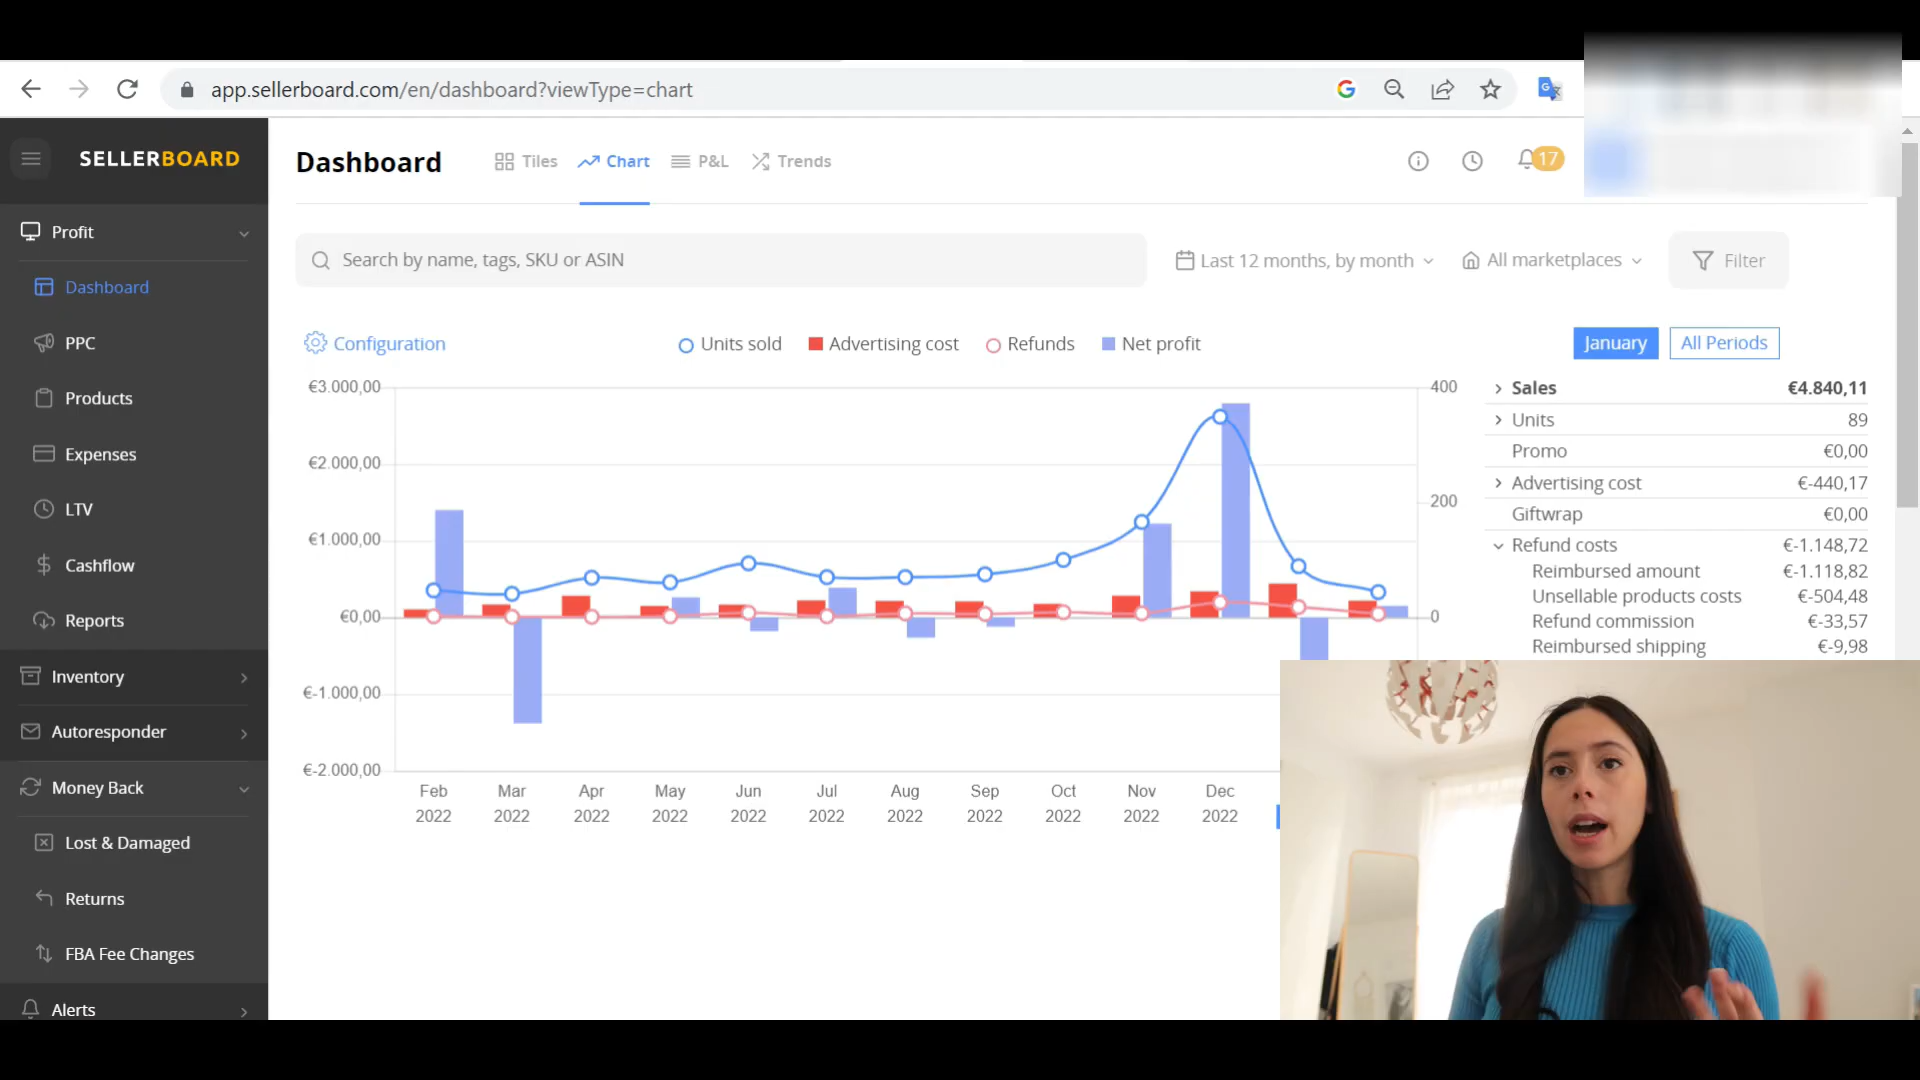 app.sellerboard.com/en/dashboard?viewType=chart
SELLERBOARD
Dashboard
Tiles
Chart
P&L
Trends
17
Profit
Dashboard
PPC
Products
Expenses
LTV
Cashflow
Reports
Inventory
Autoresponder
Money Back
Lost & Damaged
Returns
FBA Fee Changes
Alerts
Search by name, tags, SKU or ASIN
Last 12 months, by month
All marketplaces
Filter
Configuration
Units sold
Advertising cost
Refunds
Net profit
€3.000,00
€2.000,00
€1.000,00
€0,00
€-1.000,00
€-2.000,00
400
200
0
Feb 2022
Mar 2022
Apr 2022
May 2022
Jun 2022
Jul 2022
Aug 2022
Sep 2022
Oct 2022
Nov 2022
Dec 2022
January
All Periods
Sales €4.840,11
Units 89
Promo €0,00
Advertising cost €-440,17
Giftwrap €0,00
Refund costs €-1.148,72
Reimbursed amount €-1.118,82
Unsellable products costs €-504,48
Refund commission €-33,57
Reimbursed shipping €-9,98